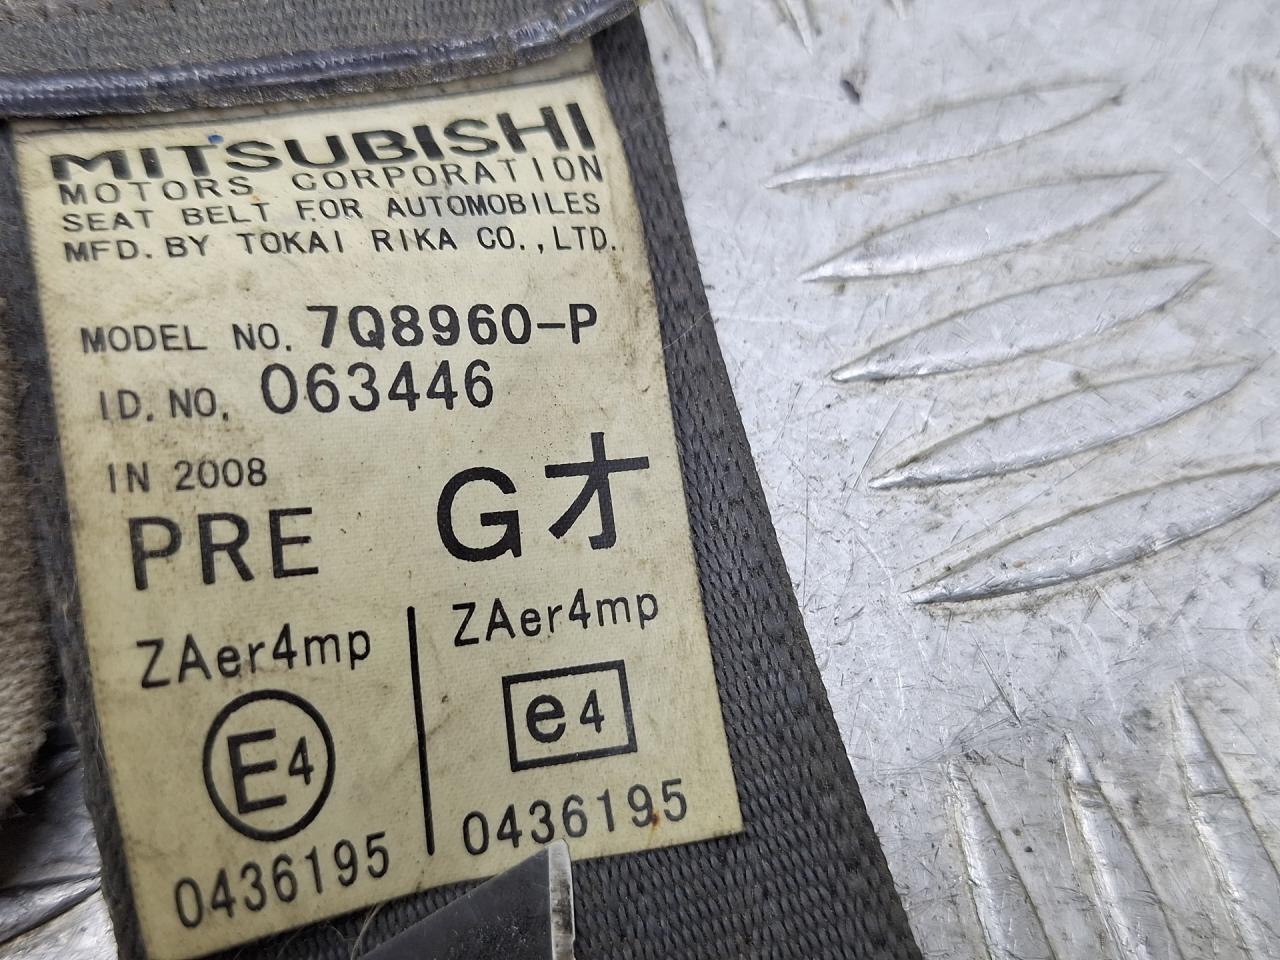 MITSUBISHI
MOTORS CORPORATION
SEAT BELT FOR AUTOMOBILES
MFD. BY TOKAI RIKA CO.,LTD.
MODEL NO. 7Q8960-P
ID. NO. 063446
IN 2008
PRE Gオ
ZAer4mp ZAer4mp
E4 e4
0436195 0436195